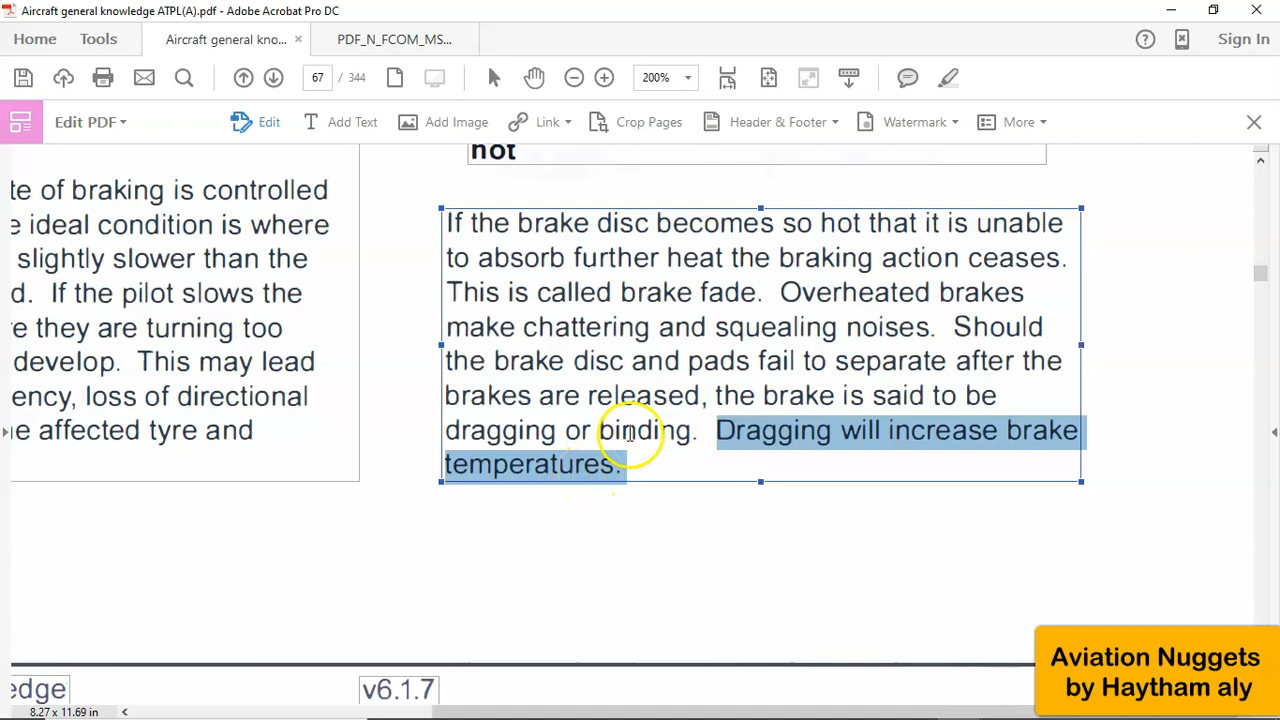 Aircraft general knowledge ATPL(A).pdf - Adobe Acrobat Pro DC
Home Tools Aircraft general kno... × PDF_N_FCOM_MS... Sign In
67 / 344 200%
Edit PDF Edit Add Text Add Image Link Crop Pages Header & Footer Watermark More
hot
te of braking is controlled
e ideal condition is where
slightly slower than the
d. If the pilot slows the
re they are turning too
develop. This may lead
ency, loss of directional
e affected tyre and
If the brake disc becomes so hot that it is unable
to absorb further heat the braking action ceases.
This is called brake fade. Overheated brakes
make chattering and squealing noises. Should
the brake disc and pads fail to separate after the
brakes are released, the brake is said to be
dragging or binding. Dragging will increase brake
temperatures.
edge v6.1.7
Aviation Nuggets
by Haytham aly
8.27 x 11.69 in